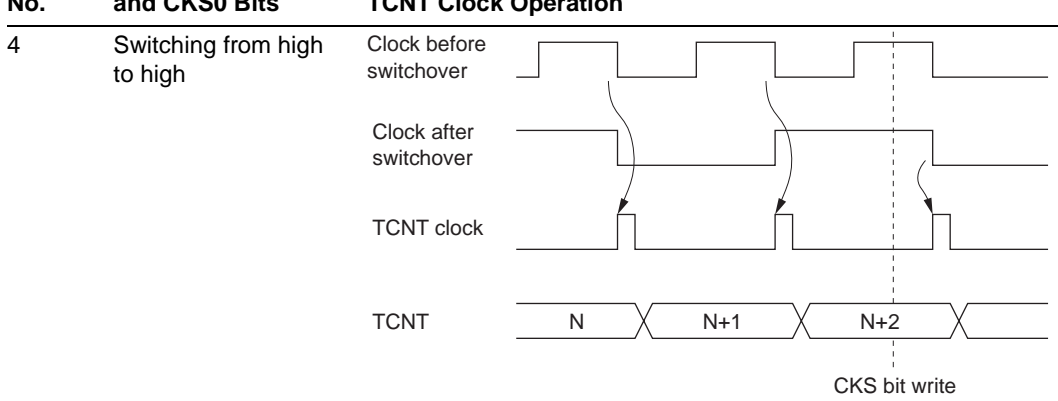 No. and CKS0 Bits TCNT Clock Operation
4 Switching from high Clock before
to high switchover
Clock after
switchover
TCNT clock
TCNT N N+1 N+2
CKS bit write